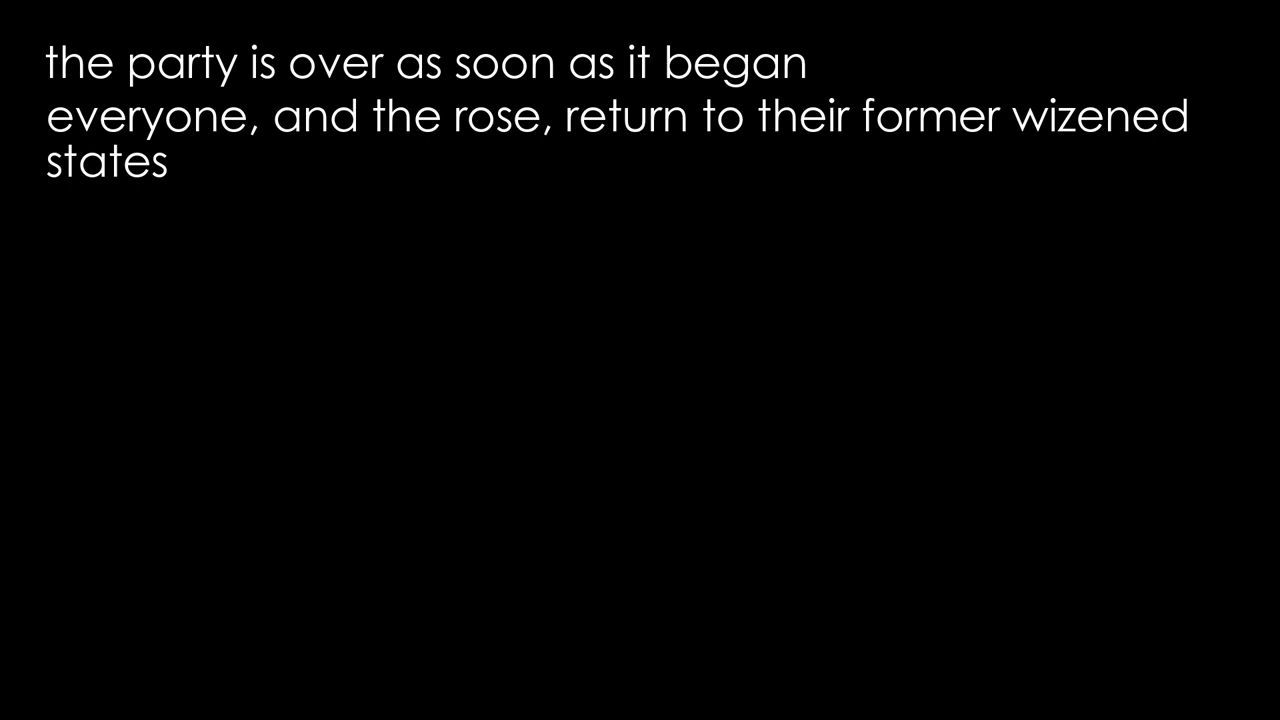 the party is over as soon as it began
everyone, and the rose, return to their former wizened
states